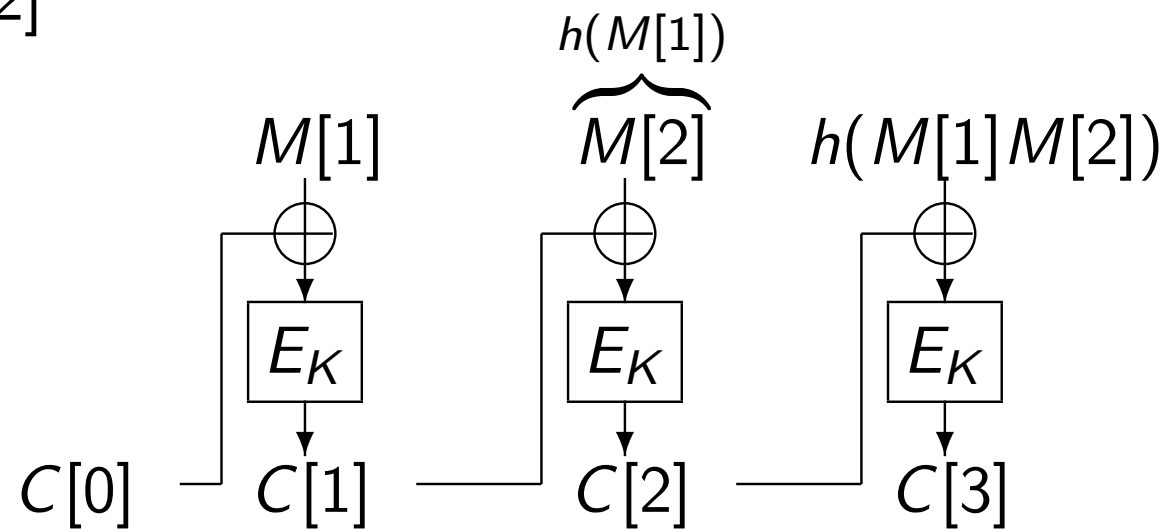 2]
h(M[1])
M[1] M[2] h(M[1]M[2])
E_K E_K E_K
C[0] C[1] C[2] C[3]